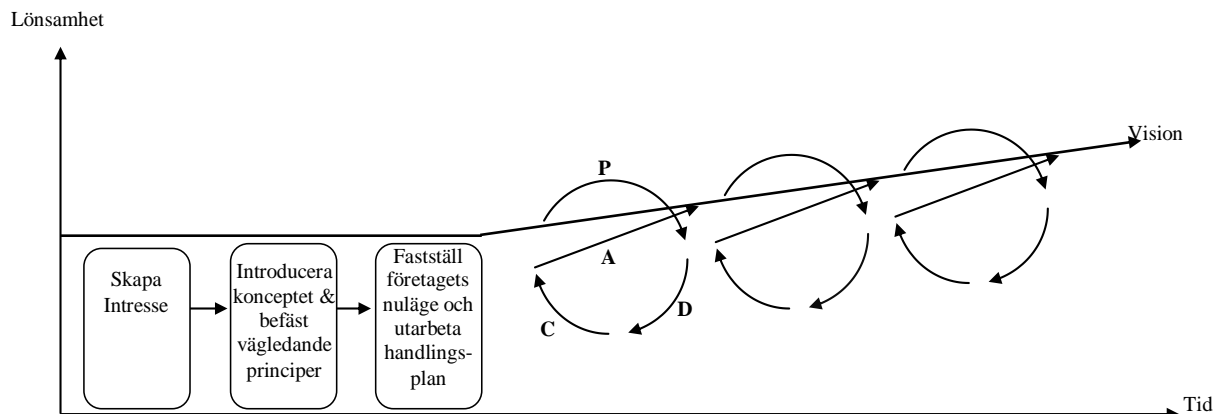 Lönsamhet
Vision
P
A
D
C
Skapa
Intresse
Introducera
konceptet &
befäst
vägledande
principer
Fastställ
företagets
nuläge och
utarbeta
handlings-
plan
Tid